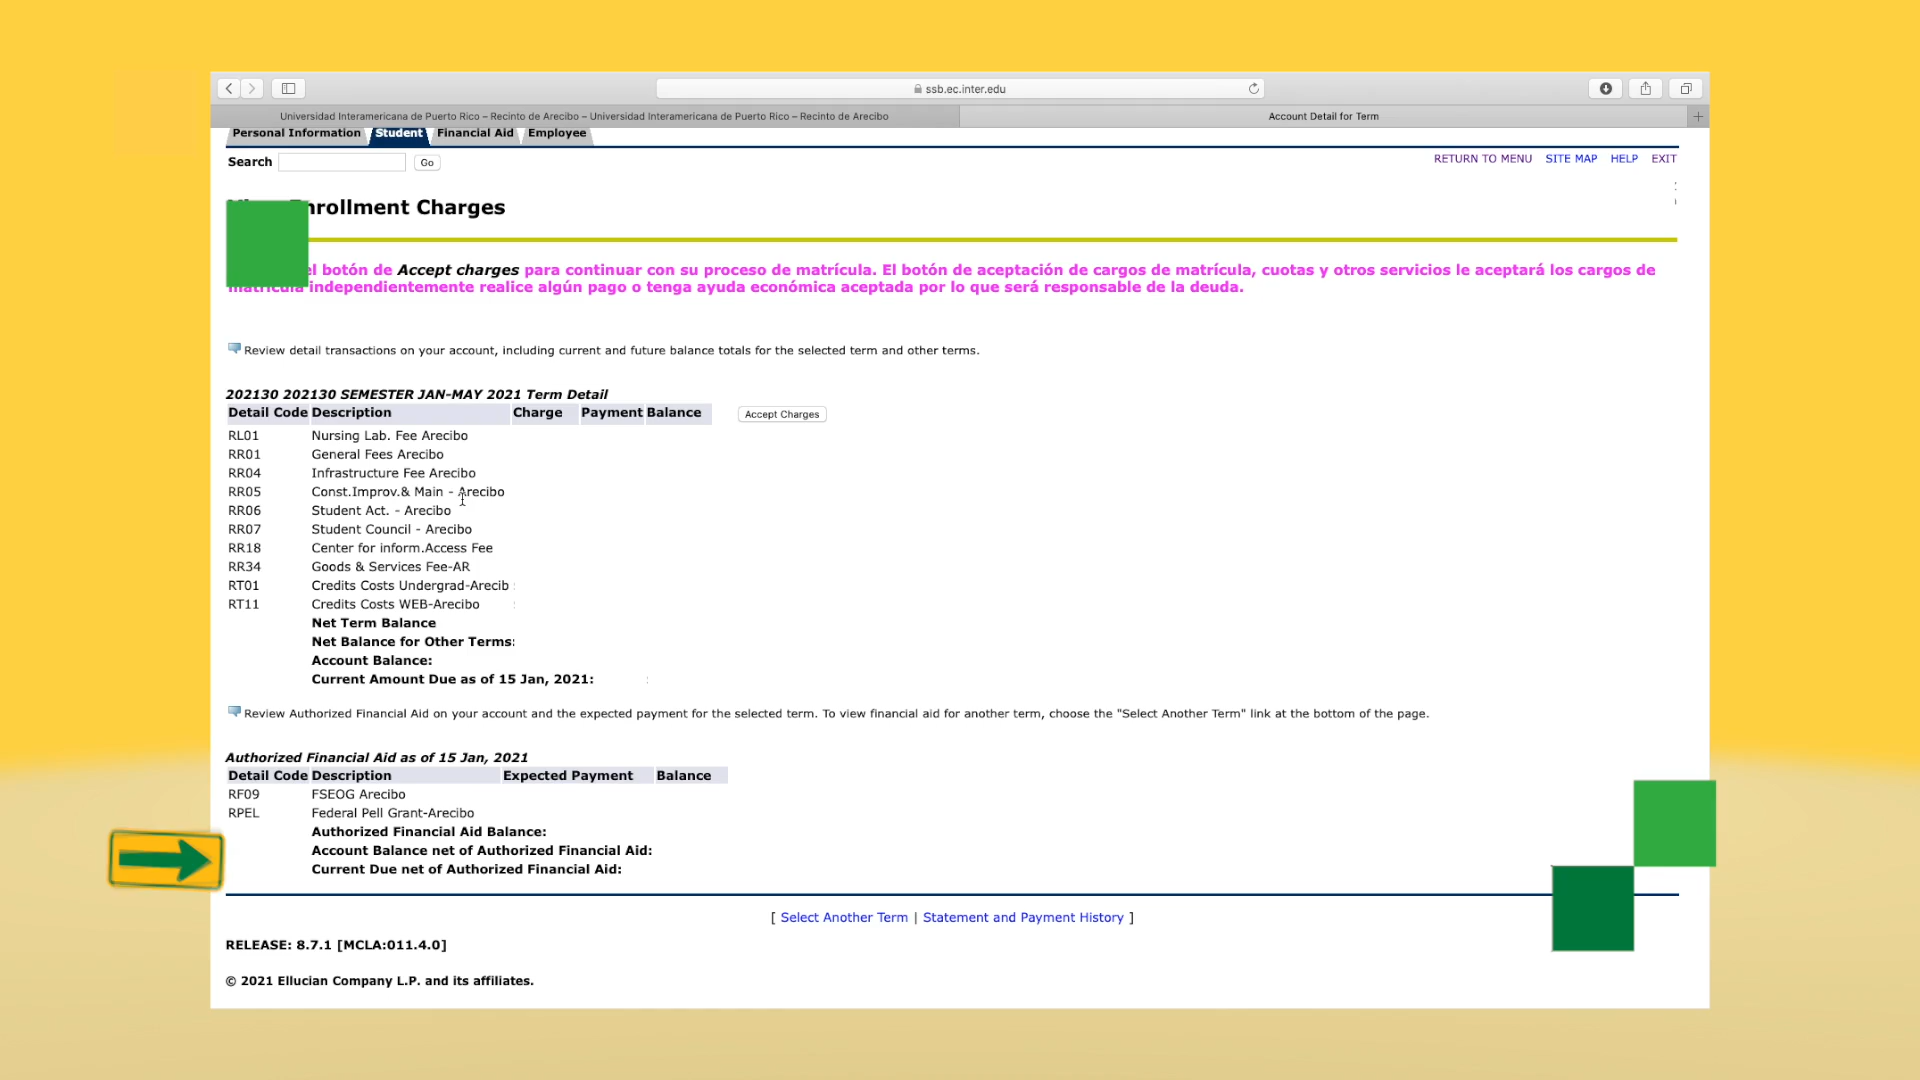 ssb.ec.inter.edu
Universidad Interamericana de Puerto Rico – Recinto de Arecibo – Universidad Interamericana de Puerto Rico – Recinto de Arecibo
Account Detail for Term
Personal Information Student Financial Aid Employee
Search Go
RETURN TO MENU SITE MAP HELP EXIT
Enrollment Charges
el botón de Accept charges para continuar con su proceso de matrícula. El botón de aceptación de cargos de matrícula, cuotas y otros servicios le aceptará los cargos de
matrícula independientemente realice algún pago o tenga ayuda económica aceptada por lo que será responsable de la deuda.
Review detail transactions on your account, including current and future balance totals for the selected term and other terms.
202130 202130 SEMESTER JAN-MAY 2021 Term Detail
Detail Code Description Charge Payment Balance
Accept Charges
RL01 Nursing Lab. Fee Arecibo
RR01 General Fees Arecibo
RR04 Infrastructure Fee Arecibo
RR05 Const.Improv.& Main - Arecibo
RR06 Student Act. - Arecibo
RR07 Student Council - Arecibo
RR18 Center for inform.Access Fee
RR34 Goods & Services Fee-AR
RT01 Credits Costs Undergrad-Arecib
RT11 Credits Costs WEB-Arecibo
Net Term Balance
Net Balance for Other Terms:
Account Balance:
Current Amount Due as of 15 Jan, 2021:
Review Authorized Financial Aid on your account and the expected payment for the selected term. To view financial aid for another term, choose the "Select Another Term" link at the bottom of the page.
Authorized Financial Aid as of 15 Jan, 2021
Detail Code Description Expected Payment Balance
RF09 FSEOG Arecibo
RPEL Federal Pell Grant-Arecibo
Authorized Financial Aid Balance:
Account Balance net of Authorized Financial Aid:
Current Due net of Authorized Financial Aid:
[ Select Another Term | Statement and Payment History ]
RELEASE: 8.7.1 [MCLA:011.4.0]
© 2021 Ellucian Company L.P. and its affiliates.